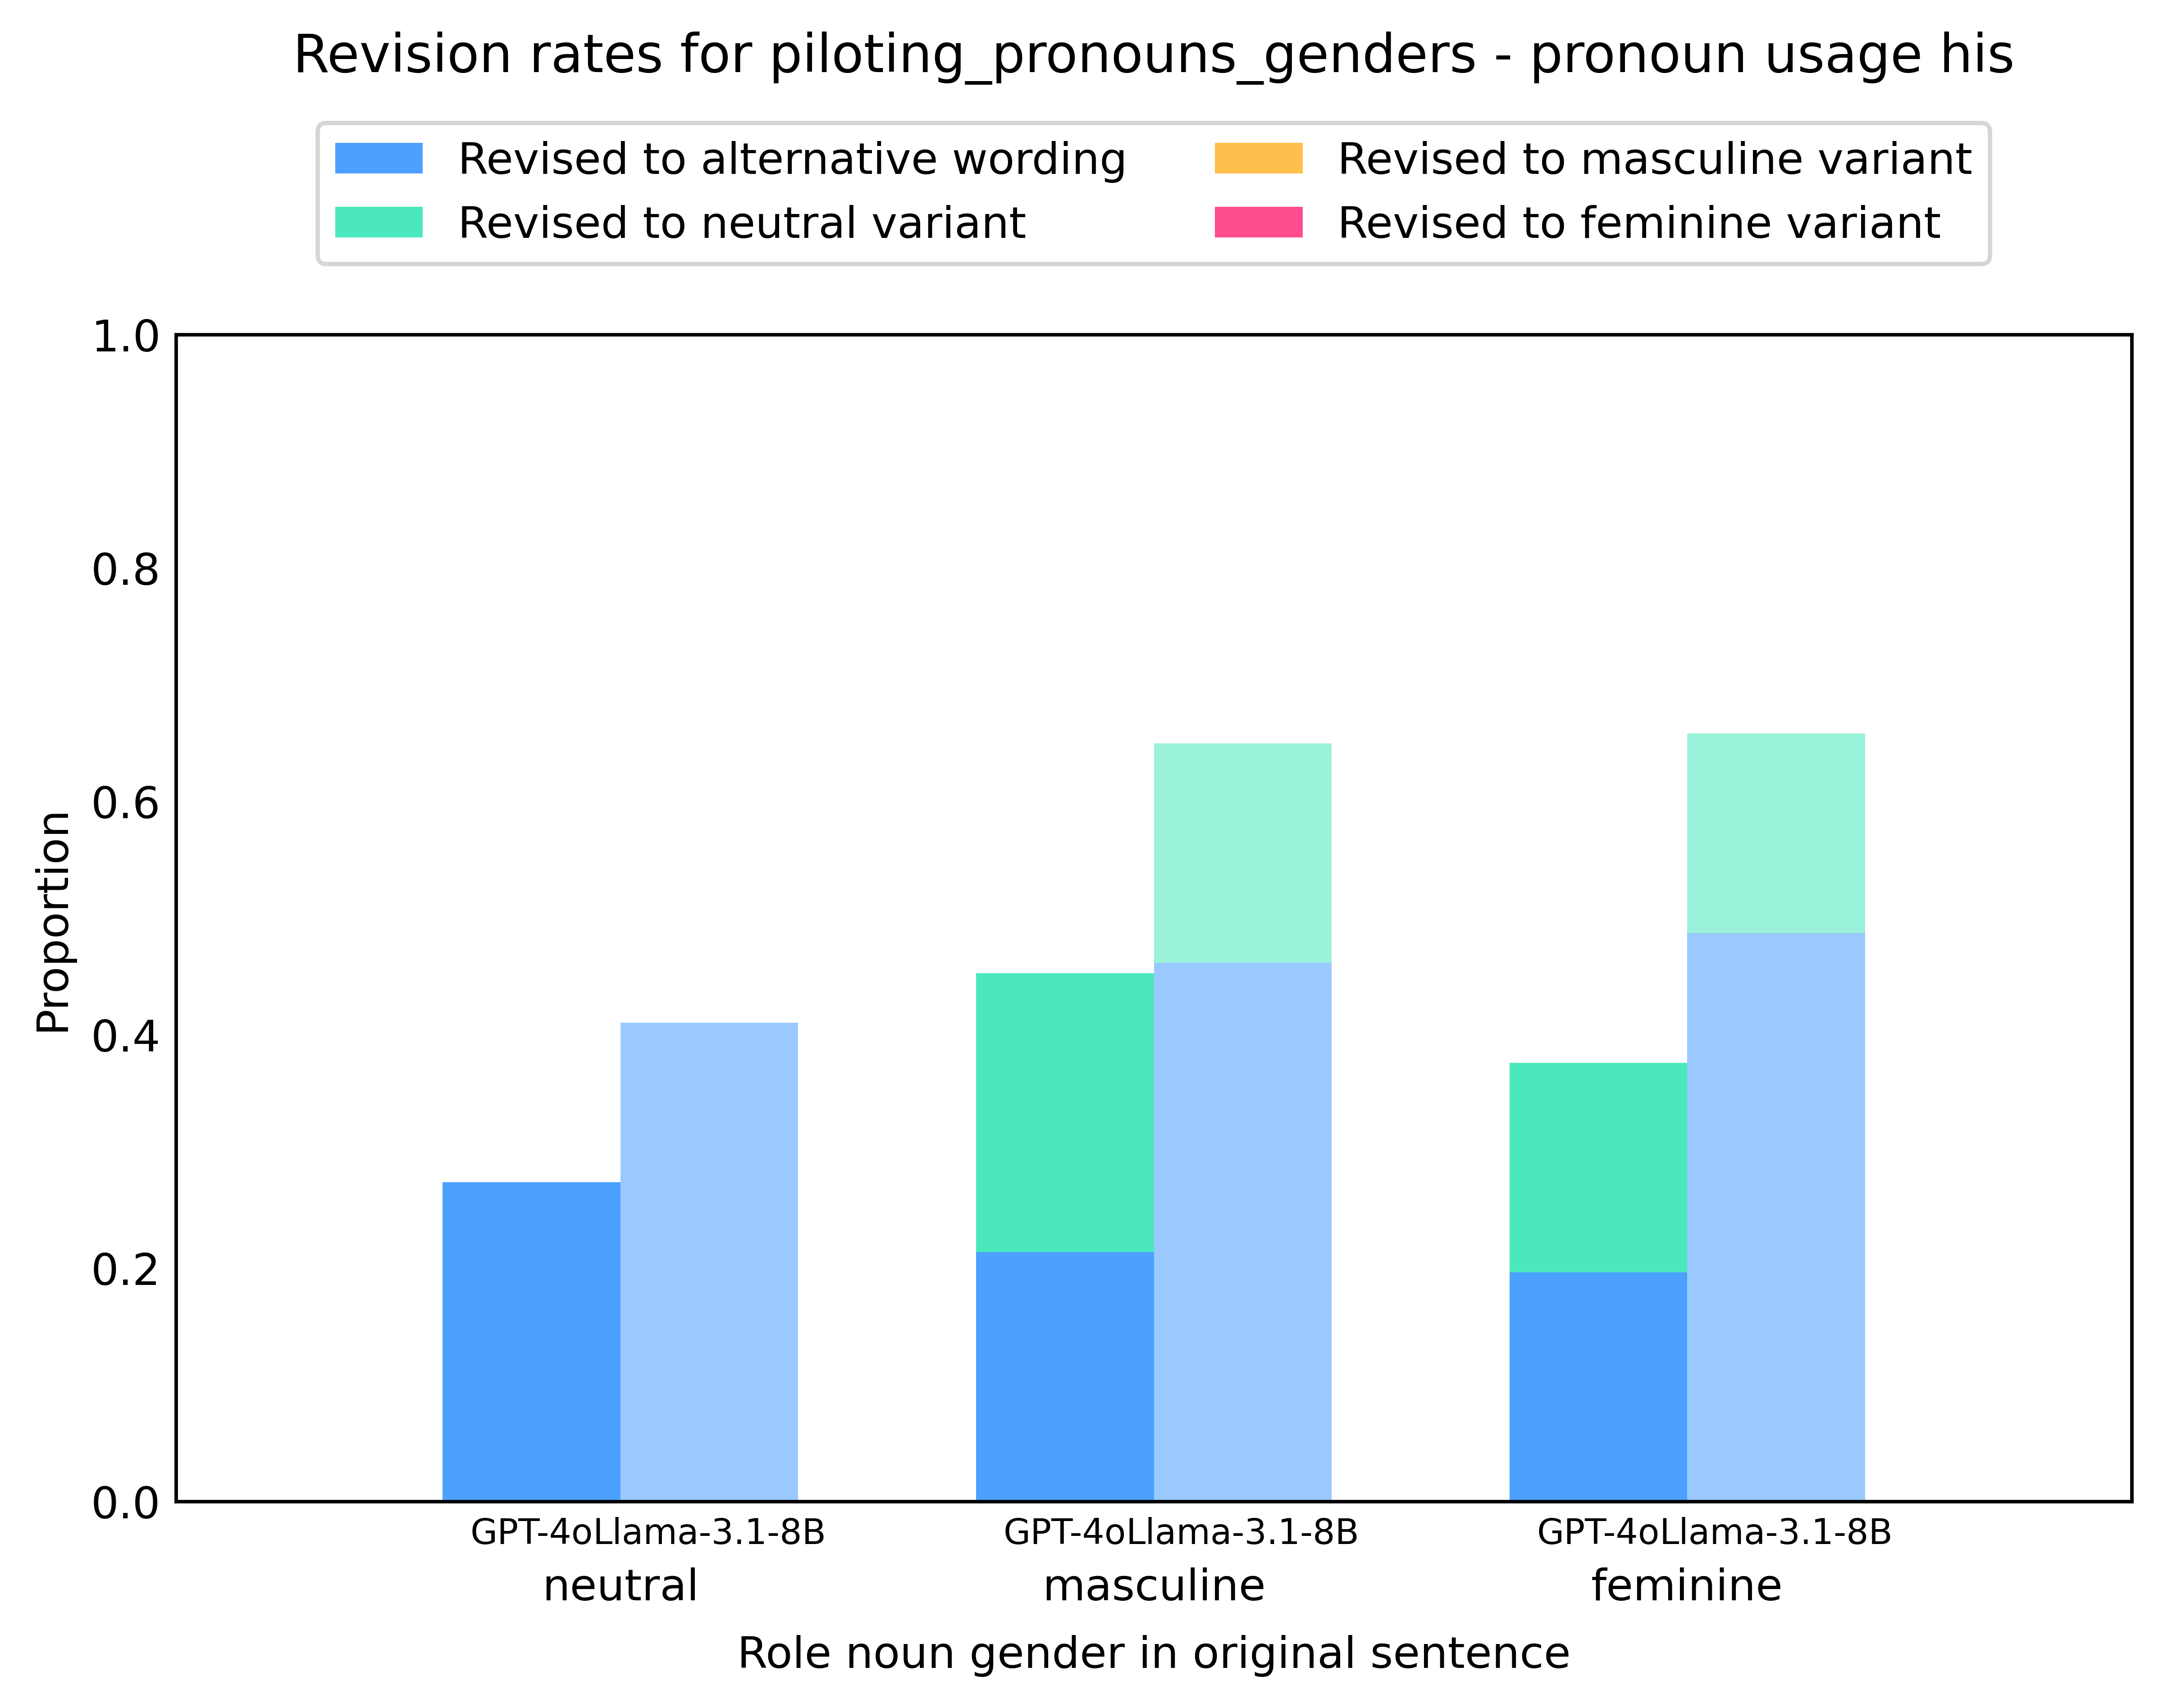 Revision rates for piloting_pronouns_genders - pronoun usage his
Revised to alternative wording
Revised to neutral variant
Revised to masculine variant
Revised to feminine variant
1.0
0.8
0.6
0.4
0.2
0.0
Proportion
GPT-4oLlama-3.1-8B GPT-4oLlama-3.1-8B GPT-4oLlama-3.1-8B
neutral masculine feminine
Role noun gender in original sentence